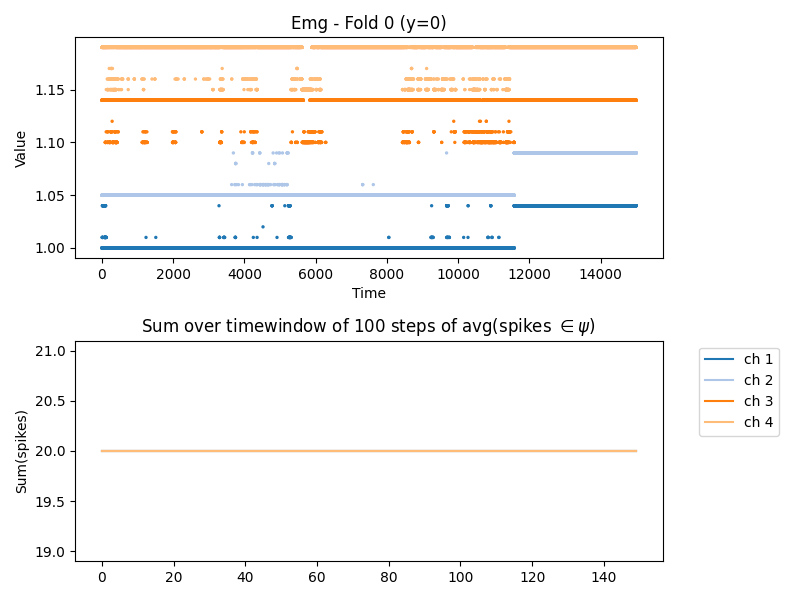 Emg - Fold 0 (y=0)
Value
1.15
1.10
1.05
1.00
0 2000 4000 6000 8000 10000 12000 14000
Time
Sum over timewindow of 100 steps of avg(spikes ∈ ψ)
Sum(spikes)
21.0
20.5
20.0
19.5
19.0
0 20 40 60 80 100 120 140
ch 1
ch 2
ch 3
ch 4